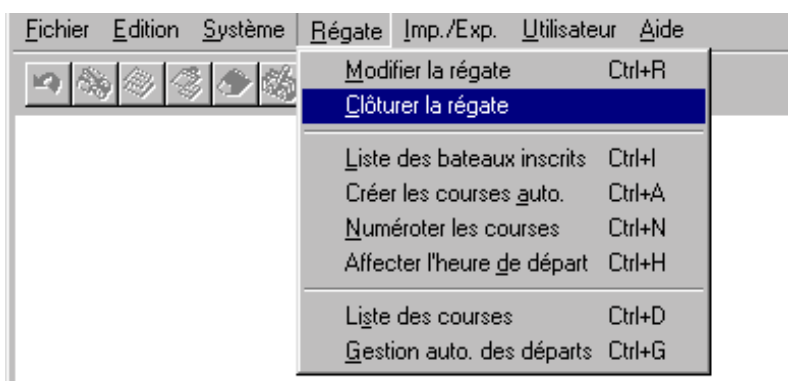 Fichier Edition Système Régate Imp./Exp. Utilisateur Aide
Modifier la régate Ctrl+R
Clôturer la régate
Liste des bateaux inscrits Ctrl+I
Créer les courses auto. Ctrl+A
Numéroter les courses Ctrl+N
Affecter l'heure de départ Ctrl+H
Liste des courses Ctrl+D
Gestion auto. des départs Ctrl+G